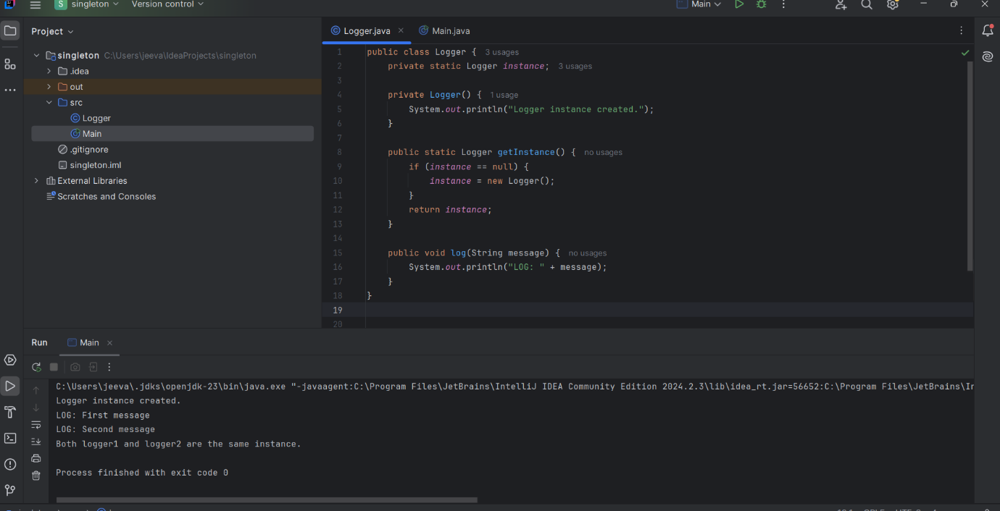 S singleton Version control Main
Project
Logger.java Main.java
singleton C:\Users\jeeva\IdeaProjects\singleton
.idea
out
src
Logger
Main
.gitignore
singleton.iml
External Libraries
Scratches and Consoles
1 public class Logger { 3 usages
2 private static Logger instance; 3 usages
3
4 private Logger() { 1 usage
5 System.out.println("Logger instance created.");
6 }
7
8 public static Logger getInstance() { no usages
9 if (instance == null) {
10 instance = new Logger();
11 }
12 return instance;
13 }
14
15 public void log(String message) { no usages
16 System.out.println("LOG: " + message);
17 }
18 }
19
20
Run Main
C:\Users\jeeva\.jdks\openjdk-23\bin\java.exe "-javaagent:C:\Program Files\JetBrains\IntelliJ IDEA Community Edition 2024.2.3\lib\idea_rt.jar=56652:C:\Program Files\JetBrains\In
Logger instance created.
LOG: First message
LOG: Second message
Both logger1 and logger2 are the same instance.
Process finished with exit code 0